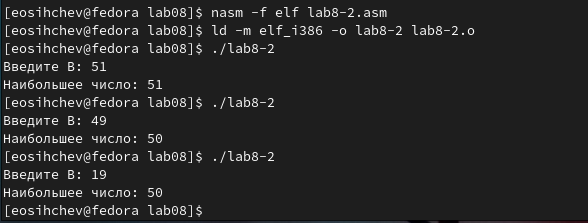 [eosihchev@fedora lab08]$ nasm -f elf lab8-2.asm
[eosihchev@fedora lab08]$ ld -m elf_i386 -o lab8-2 lab8-2.o
[eosihchev@fedora lab08]$ ./lab8-2
Введите B: 51
Наибольшее число: 51
[eosihchev@fedora lab08]$ ./lab8-2
Введите B: 49
Наибольшее число: 50
[eosihchev@fedora lab08]$ ./lab8-2
Введите B: 19
Наибольшее число: 50
[eosihchev@fedora lab08]$